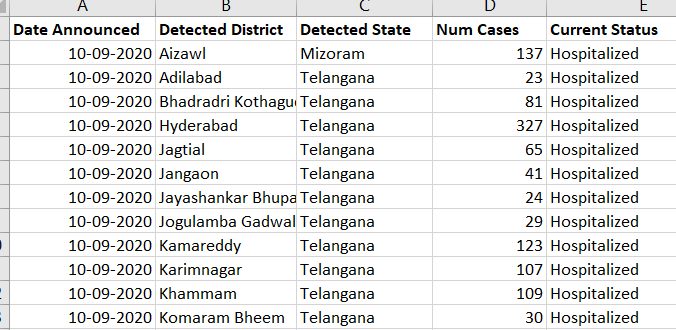 A B C D E
Date Announced Detected District Detected State Num Cases Current Status
10-09-2020 Aizawl Mizoram 137 Hospitalized
10-09-2020 Adilabad Telangana 23 Hospitalized
10-09-2020 Bhadradri Kothagu Telangana 81 Hospitalized
10-09-2020 Hyderabad Telangana 327 Hospitalized
10-09-2020 Jagtial Telangana 65 Hospitalized
10-09-2020 Jangaon Telangana 41 Hospitalized
10-09-2020 Jayashankar Bhupa Telangana 24 Hospitalized
10-09-2020 Jogulamba Gadwal Telangana 29 Hospitalized
10-09-2020 Kamareddy Telangana 123 Hospitalized
10-09-2020 Karimnagar Telangana 107 Hospitalized
10-09-2020 Khammam Telangana 109 Hospitalized
10-09-2020 Komaram Bheem Telangana 30 Hospitalized